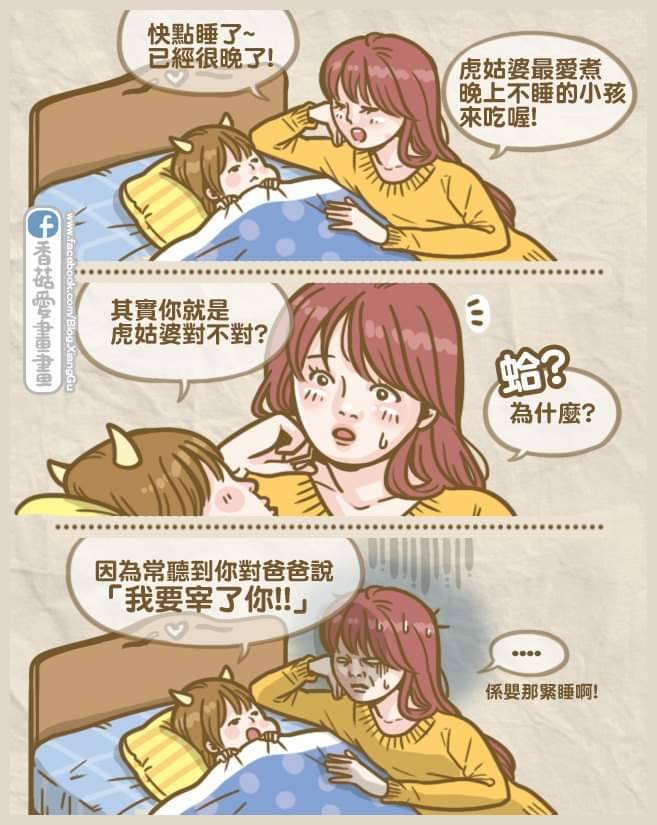 快點睡了~
已經很晚了!
虎姑婆最愛煮
晚上不睡的小孩
來吃喔!
www.facebook.com/Blog.XiangGu
香菇愛畫畫
其實你就是
虎姑婆對不對?
蛤?
為什麼?
因為常聽到你對爸爸說
「我要宰了你!!」
....
係嬰那緊睡啊!